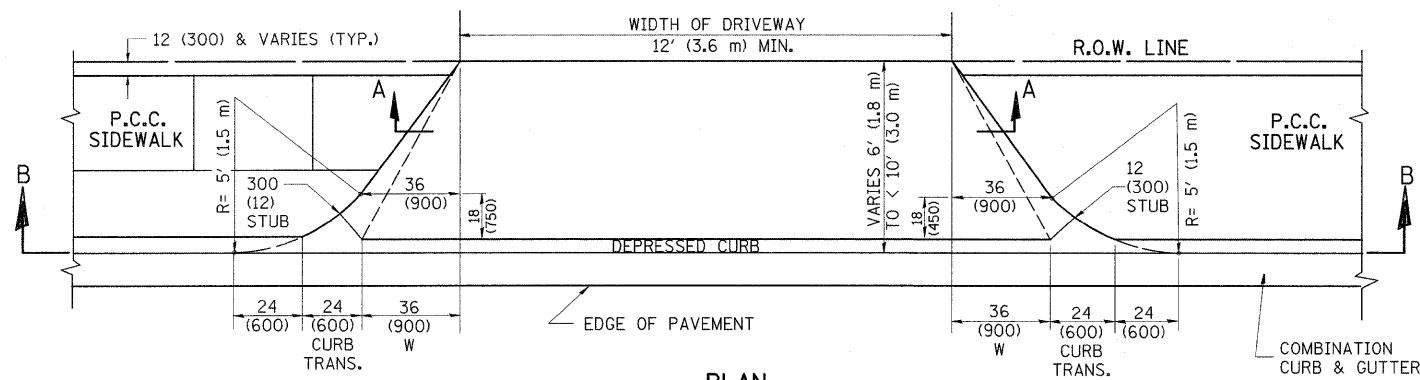 WIDTH OF DRIVEWAY
12' (3.6 m) MIN.
12 (300) & VARIES (TYP.)
R.O.W. LINE
A
A
P.C.C.
SIDEWALK
P.C.C.
SIDEWALK
B
B
R= 5' (1.5 m)
300
(12)
STUB
36
(900)
18
(750)
VARIES 6' (1.8 m)
TO < 10' (3.0 m)
36
(900)
18
(450)
12
(300)
STUB
R= 5' (1.5 m)
DEPRESSED CURB
24
(600)
24
(600)
CURB
TRANS.
36
(900)
W
EDGE OF PAVEMENT
36
(900)
W
24
(600)
CURB
TRANS.
24
(600)
COMBINATION
CURB & GUTTER
PLAN